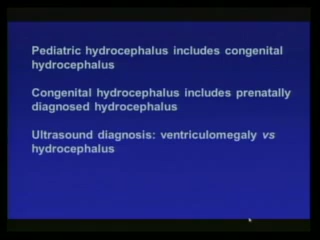 Pediatric hydrocephalus includes congenital
hydrocephalus
Congenital hydrocephalus includes prenatally
diagnosed hydrocephalus
Ultrasound diagnosis: ventriculomegaly vs
hydrocephalus